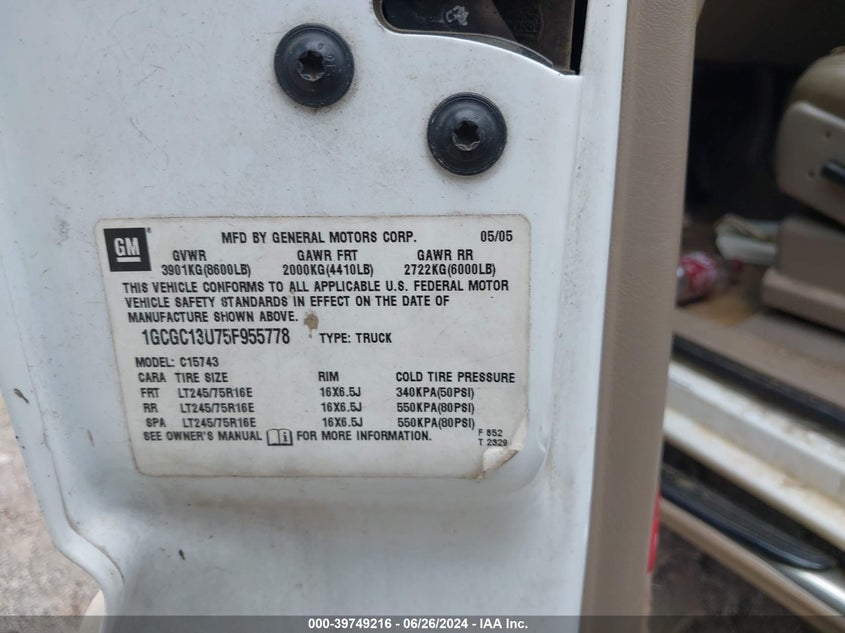 GM
MFD BY GENERAL MOTORS CORP. 05/05
GVWR GAWR FRT GAWR RR
3901KG(8600LB) 2000KG(4410LB) 2722KG(6000LB)
THIS VEHICLE CONFORMS TO ALL APPLICABLE U.S. FEDERAL MOTOR
VEHICLE SAFETY STANDARDS IN EFFECT ON THE DATE OF
MANUFACTURE SHOWN ABOVE.
1GCGC13U75F955778 TYPE: TRUCK
MODEL: C15743
CARA TIRE SIZE RIM COLD TIRE PRESSURE
FRT LT245/75R16E 16X6.5J 340KPA(50PSI)
RR LT245/75R16E 16X6.5J 550KPA(80PSI)
SPA LT245/75R16E 16X6.5J 550KPA(80PSI)
SEE OWNER'S MANUAL FOR MORE INFORMATION.
F 852
T 2329
000-39749216 - 06/26/2024 - IAA Inc.